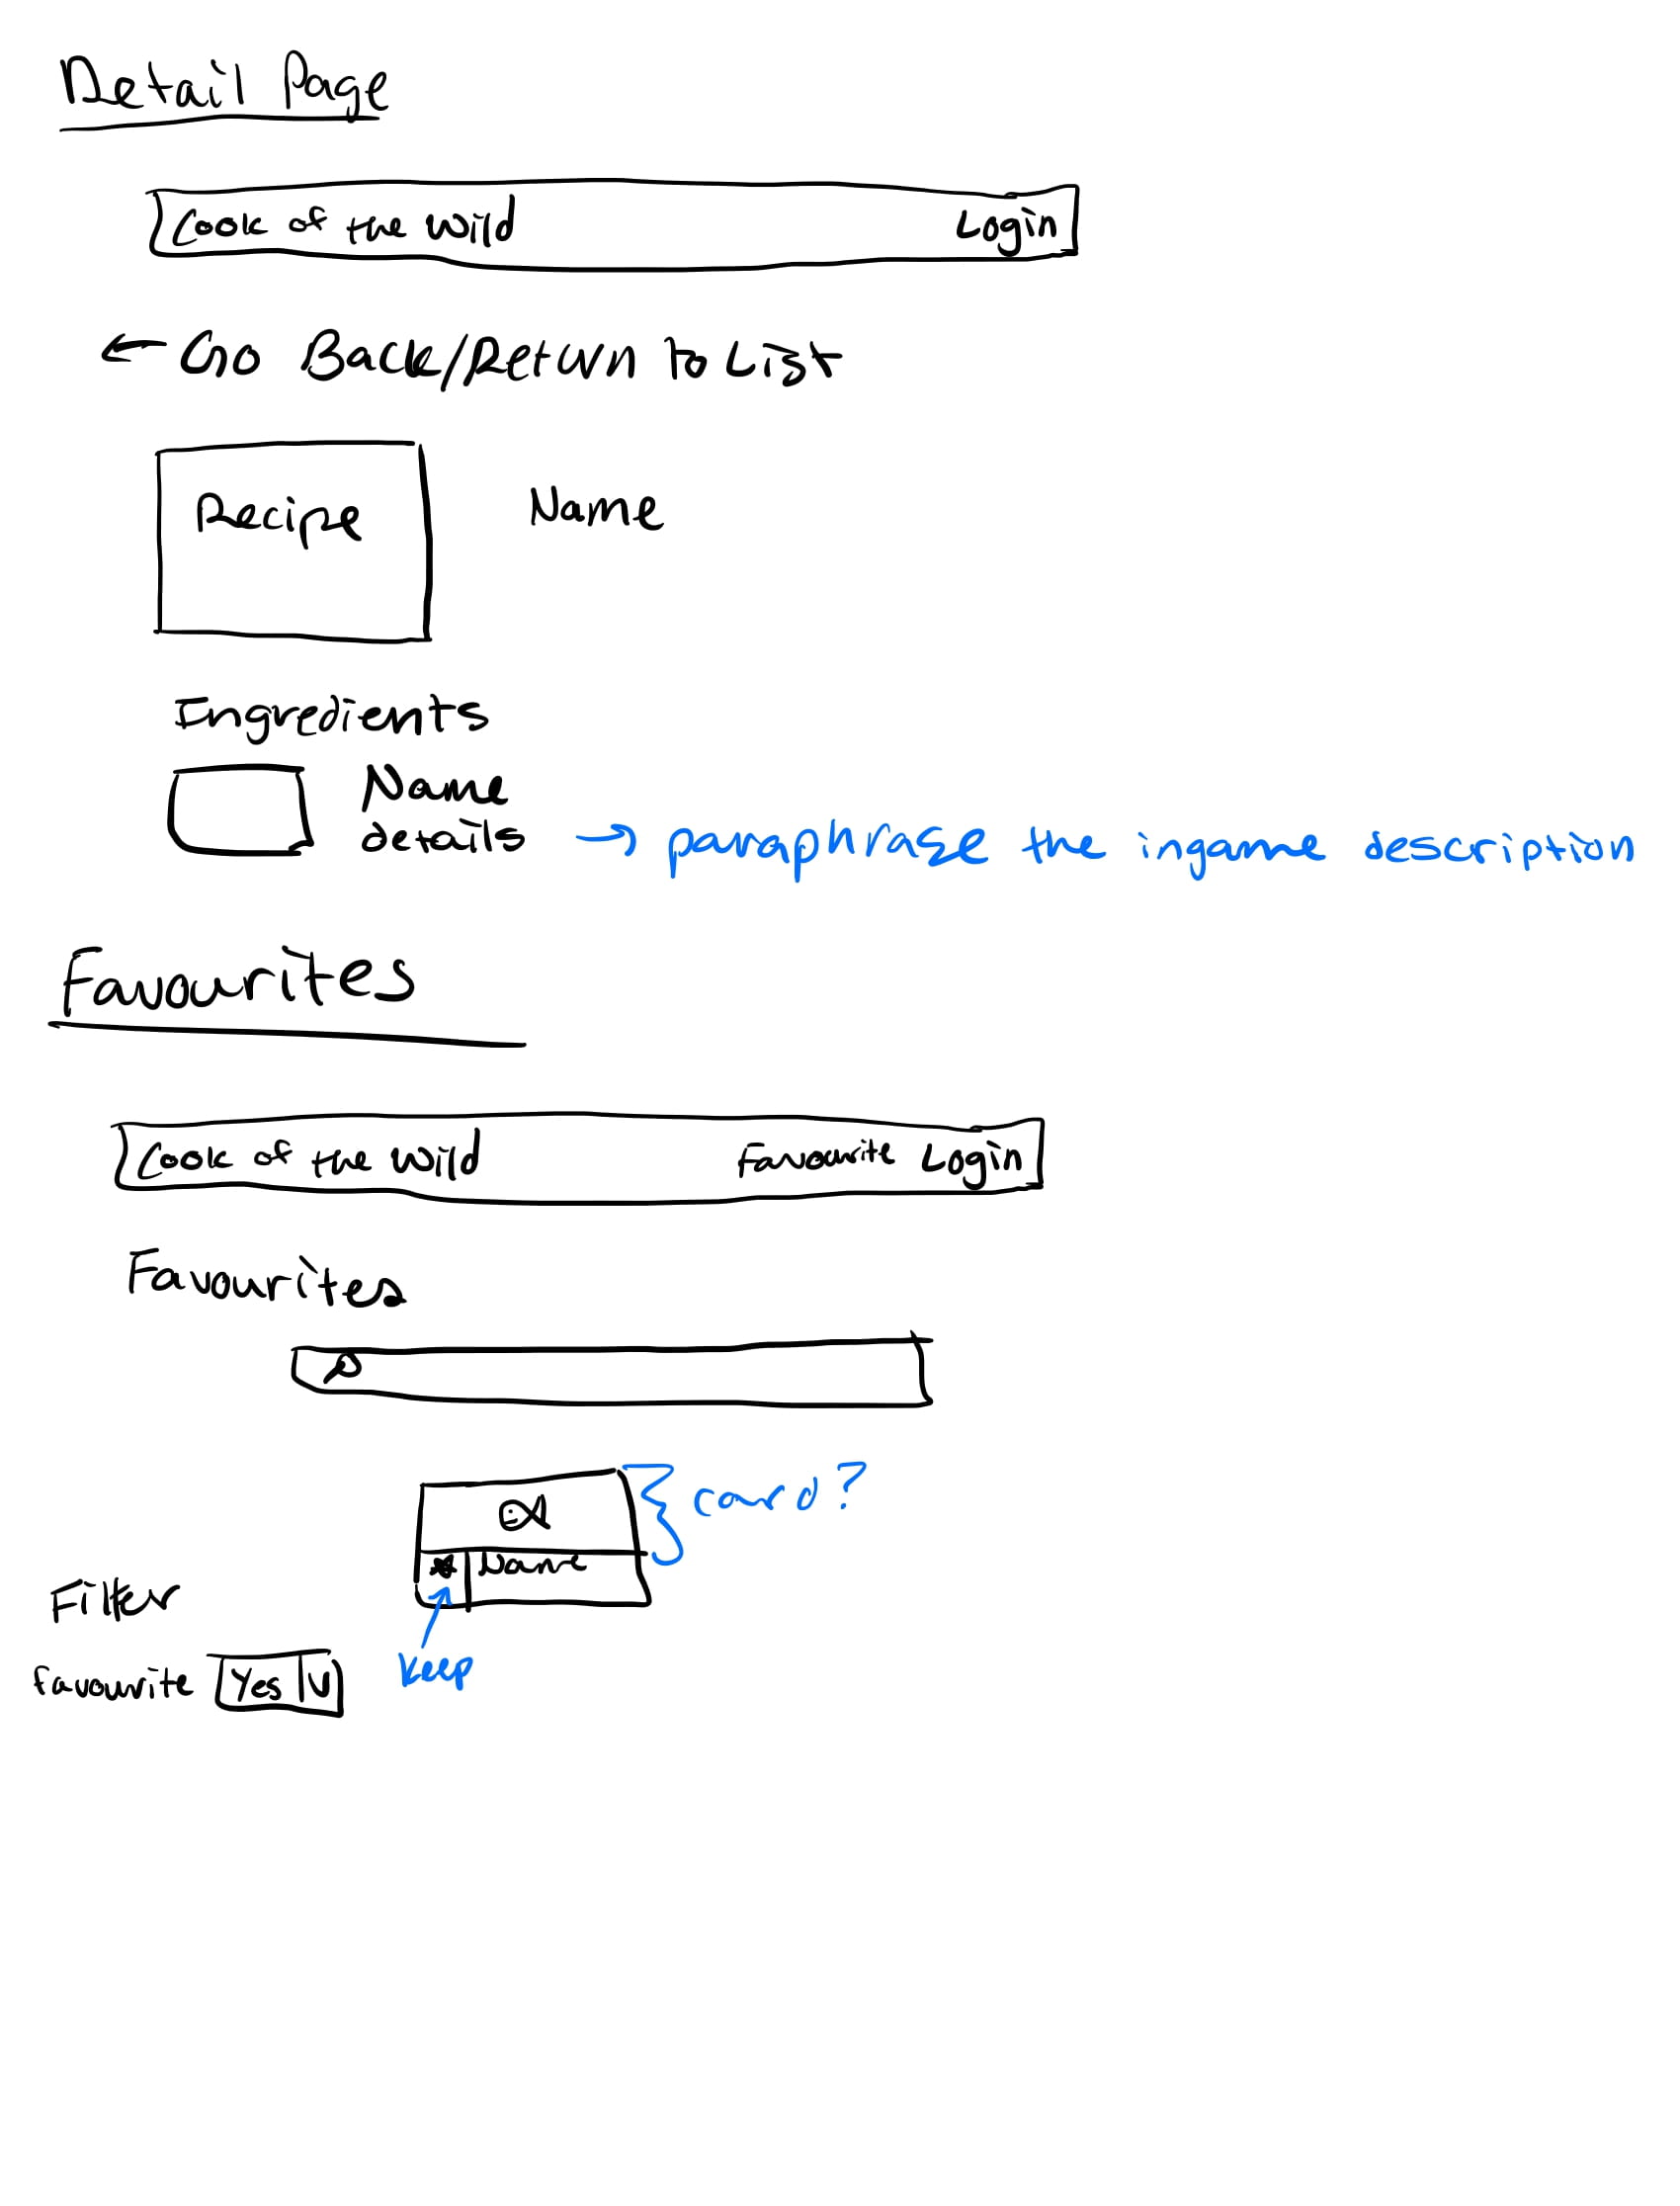 Detail Page
Cook of the Wild Login
← Go Back/Return to List
Recipe Name
Ingredients
Name
details → paraphrase the ingame description
Favourites
Cook of the Wild Favourite Login
Favourites
card?
Name
Filter
keep
Favourite Yes